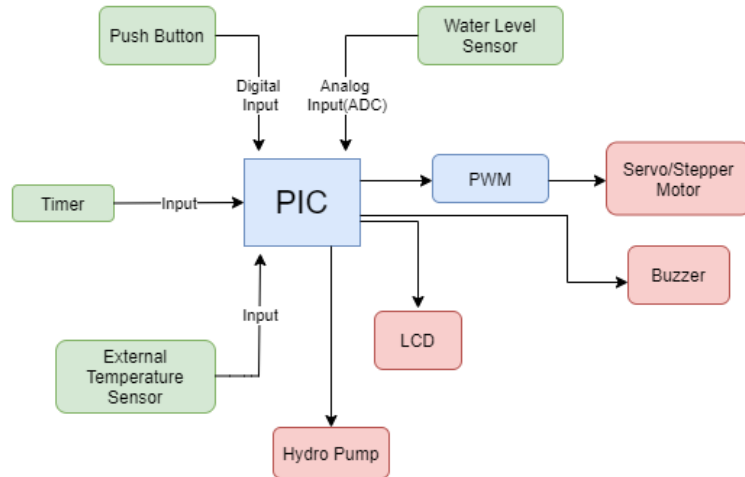 Push Button
Water Level
Sensor
Digital
Input
Analog
Input(ADC)
PIC
PWM
Servo/Stepper
Motor
Timer
Input
Buzzer
Input
LCD
External
Temperature
Sensor
Hydro Pump